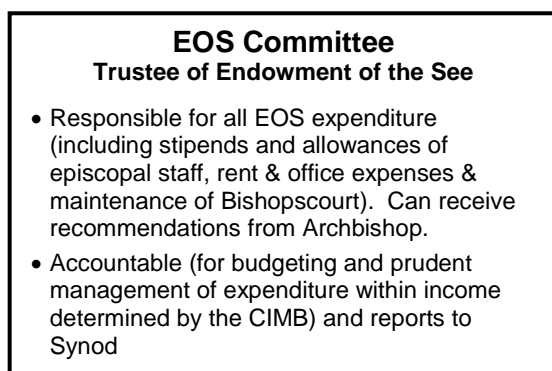 EOS Committee
Trustee of Endowment of the See
• Responsible for all EOS expenditure
(including stipends and allowances of
episcopal staff, rent & office expenses &
maintenance of Bishopscourt).  Can receive
recommendations from Archbishop.
• Accountable (for budgeting and prudent
management of expenditure within income
determined by the CIMB) and reports to
Synod